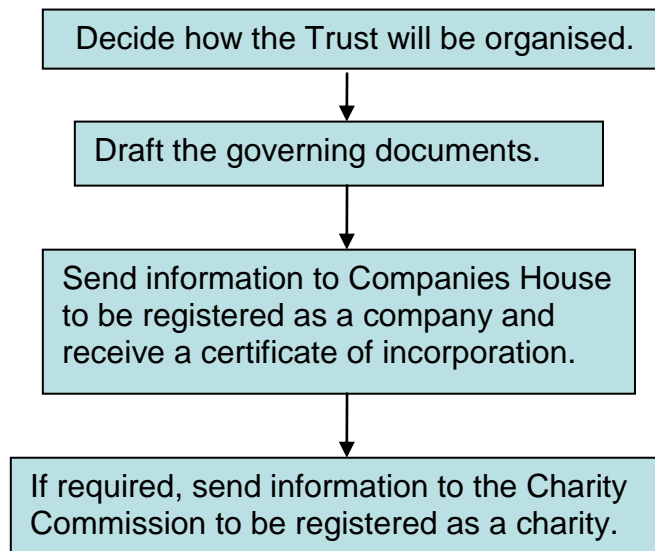 Decide how the Trust will be organised.
Draft the governing documents.
Send information to Companies House
to be registered as a company and
receive a certificate of incorporation.
If required, send information to the Charity
Commission to be registered as a charity.